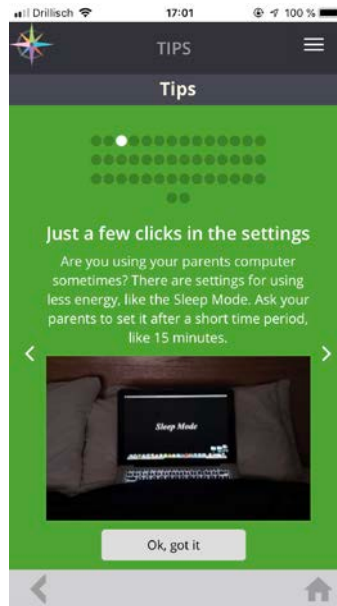 Drillisch 17:01 100 %
TIPS
Tips
Just a few clicks in the settings
Are you using your parents computer
sometimes? There are settings for using
less energy, like the Sleep Mode. Ask your
parents to set it after a short time period,
like 15 minutes.
Sleep Mode
Ok, got it